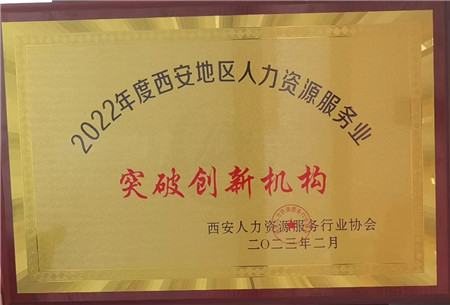 2022年度西安地区人力资源服务业
突破创新机构
西安人力资源服务行业协会
二〇二三年二月